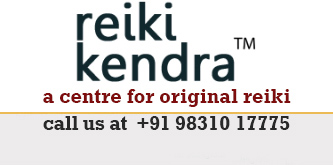 reiki
kendra™
a centre for original reiki
call us at +91 98310 17775